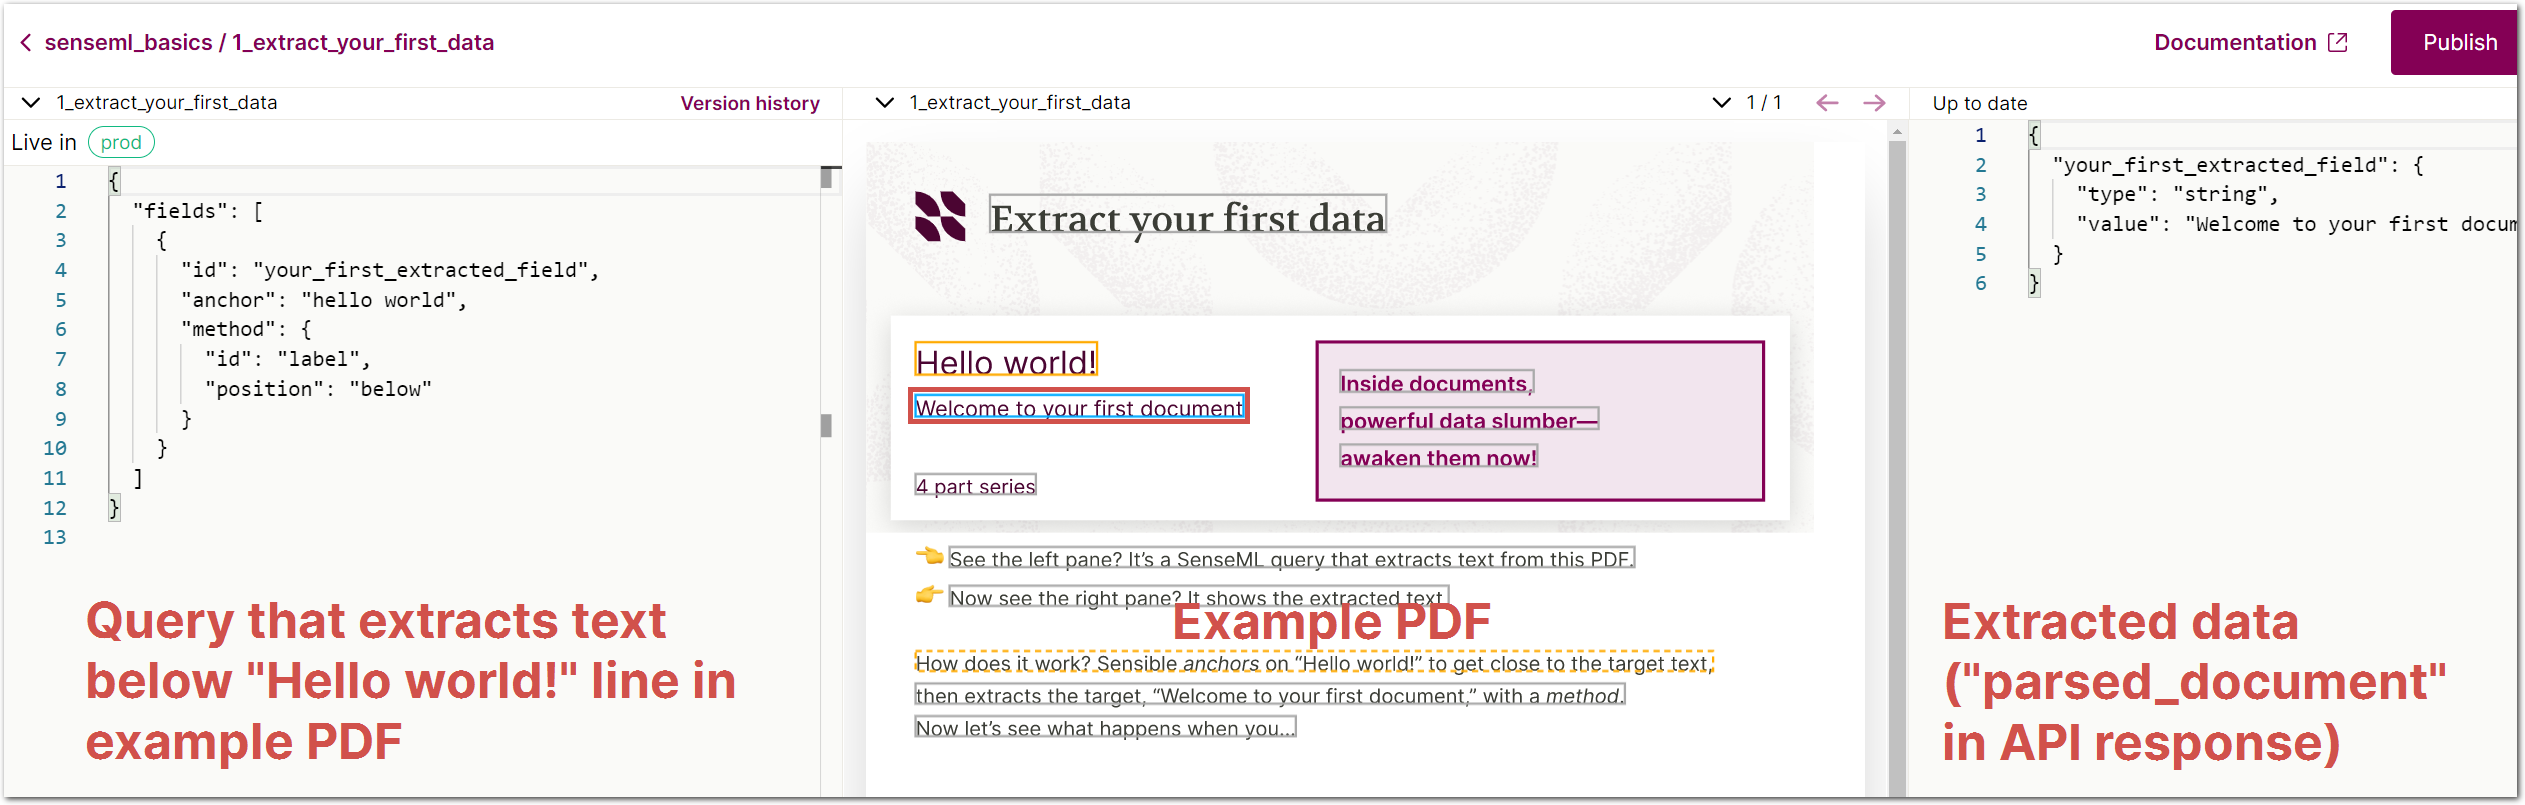 senseml_basics / 1_extract_your_first_data
Documentation
Publish
1_extract_your_first_data
Version history
Live in prod
1 {
2 "fields": [
3 {
4 "id": "your_first_extracted_field",
5 "anchor": "hello world",
6 "method": {
7 "id": "label",
8 "position": "below"
9 }
10 }
11 ]
12 }
13
Query that extracts text
below "Hello world!" line in
example PDF
1_extract_your_first_data
1 / 1
Extract your first data
Hello world!
Welcome to your first document
4 part series
Inside documents,
powerful data slumber—
awaken them now!
👈 See the left pane? It’s a SenseML query that extracts text from this PDF.
👉 Now see the right pane? It shows the extracted text.
Example PDF
How does it work? Sensible anchors on “Hello world!” to get close to the target text,
then extracts the target, “Welcome to your first document,” with a method.
Now let’s see what happens when you...
Up to date
1 {
2 "your_first_extracted_field": {
3 "type": "string",
4 "value": "Welcome to your first docum
5 }
6 }
Extracted data
("parsed_document"
in API response)